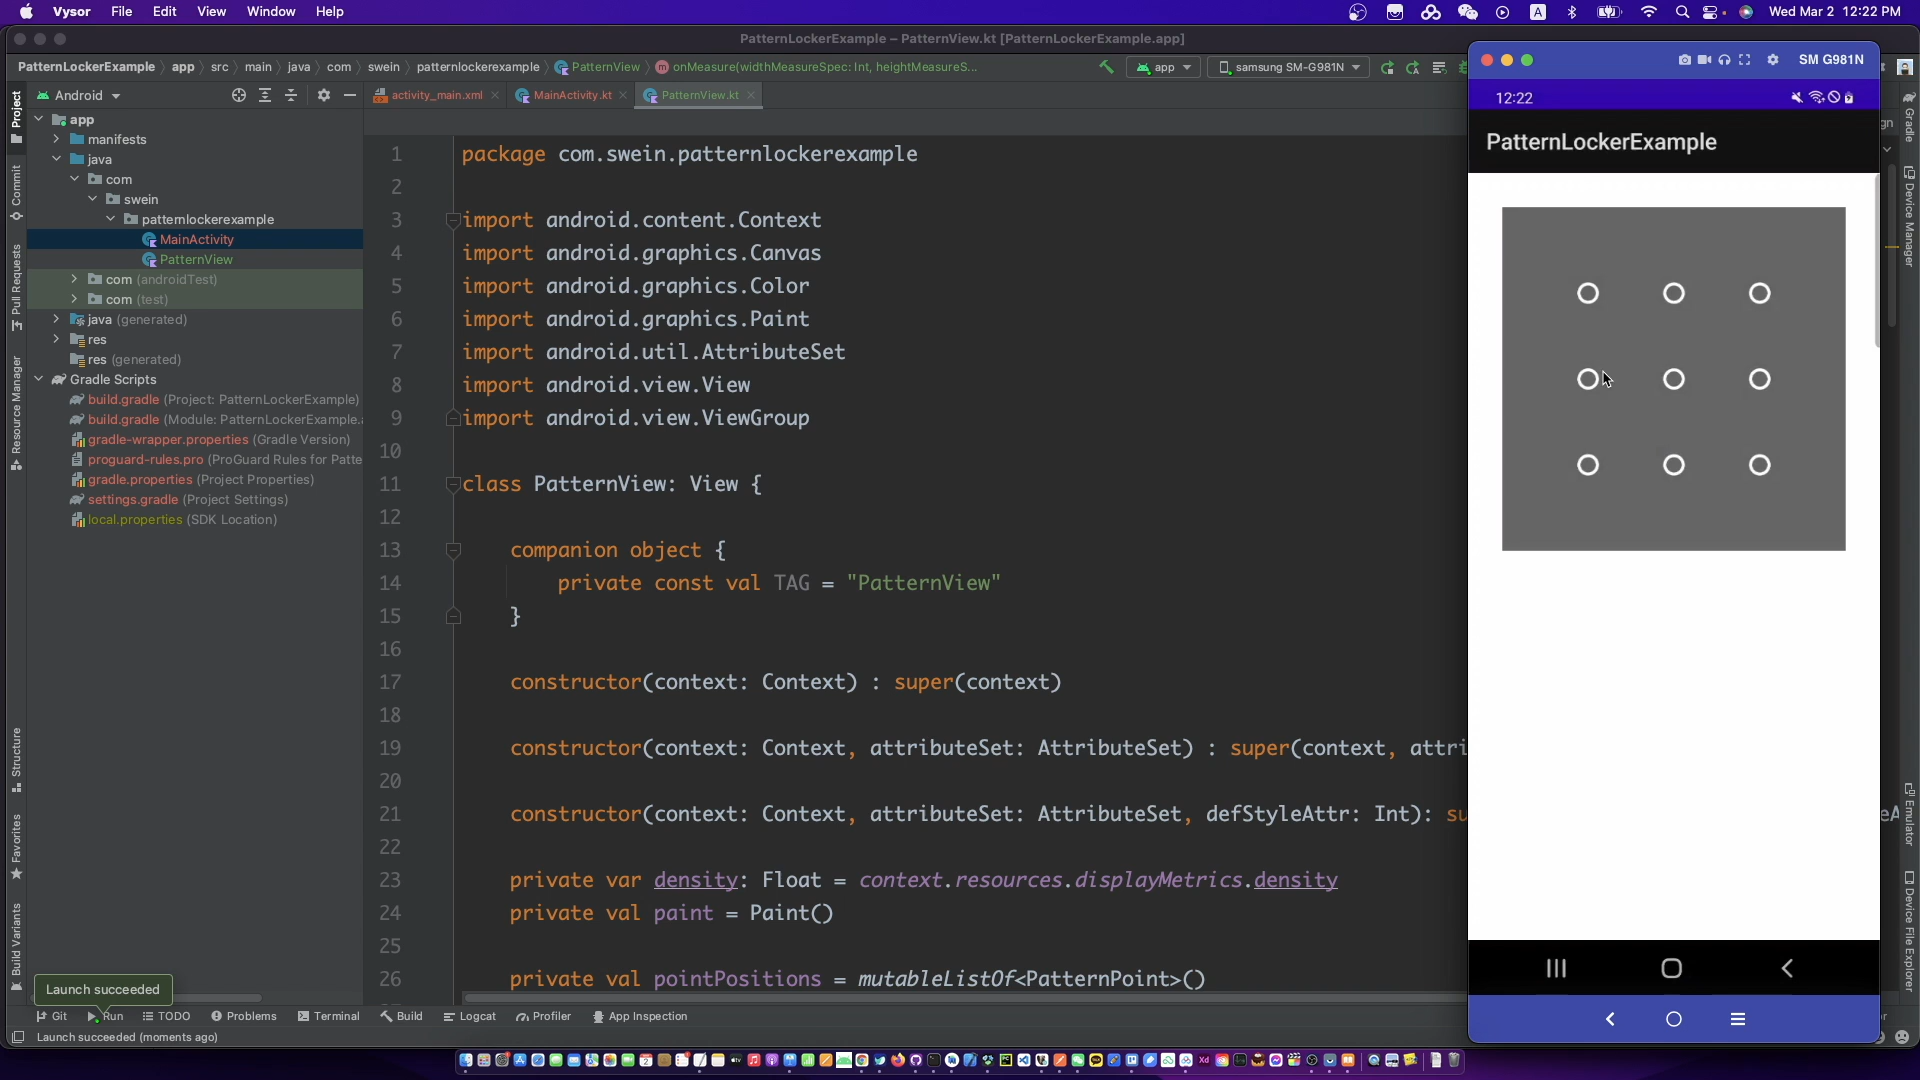 Vysor File Edit View Window Help
A
Wed Mar 2 12:22 PM
PatternLockerExample – PatternView.kt [PatternLockerExample.app]
PatternLockerExample app src main java com swein patternlockerexample PatternView onMeasure(widthMeasureSpec: Int, heightMeasureS...
app samsung SM-G981N
SM G981N
Android
activity_main.xml MainActivity.kt PatternView.kt
12:22
PatternLockerExample
Project
Commit
Pull Requests
Resource Manager
Structure
Favorites
Build Variants
app
manifests
java
com
swein
patternlockerexample
MainActivity
PatternView
com (androidTest)
com (test)
java (generated)
res
res (generated)
Gradle Scripts
build.gradle (Project: PatternLockerExample)
build.gradle (Module: PatternLockerExample.a
gradle-wrapper.properties (Gradle Version)
proguard-rules.pro (ProGuard Rules for Patte
gradle.properties (Project Properties)
settings.gradle (Project Settings)
local.properties (SDK Location)
1 package com.swein.patternlockerexample
2
3 import android.content.Context
4 import android.graphics.Canvas
5 import android.graphics.Color
6 import android.graphics.Paint
7 import android.util.AttributeSet
8 import android.view.View
9 import android.view.ViewGroup
10
11 class PatternView: View {
12
13 companion object {
14 private const val TAG = "PatternView"
15 }
16
17 constructor(context: Context) : super(context)
18
19 constructor(context: Context, attributeSet: AttributeSet) : super(context, attri
20
21 constructor(context: Context, attributeSet: AttributeSet, defStyleAttr: Int): su
22
23 private var density: Float = context.resources.displayMetrics.density
24 private val paint = Paint()
25
26 private val pointPositions = mutableListOf<PatternPoint>()
Gradle
Device Manager
Emulator
Device File Explorer
Launch succeeded
Git Run TODO Problems Terminal Build Logcat Profiler App Inspection
Launch succeeded (moments ago)